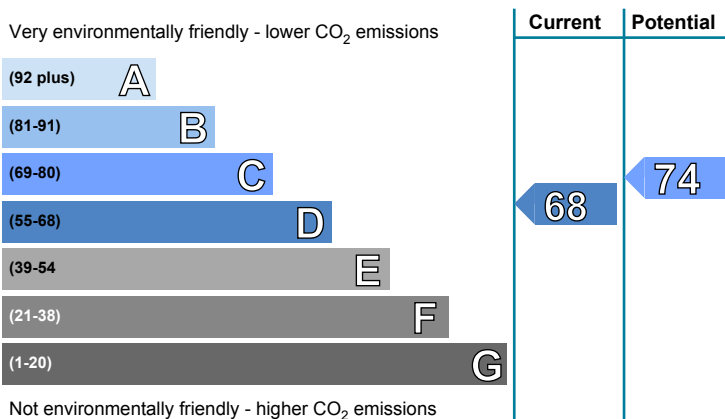 Very environmentally friendly - lower CO₂ emissions
Current
Potential
(92 plus) A
(81-91) B
(69-80) C
(55-68) D
(39-54 E
(21-38) F
(1-20) G
68
74
Not environmentally friendly - higher CO₂ emissions